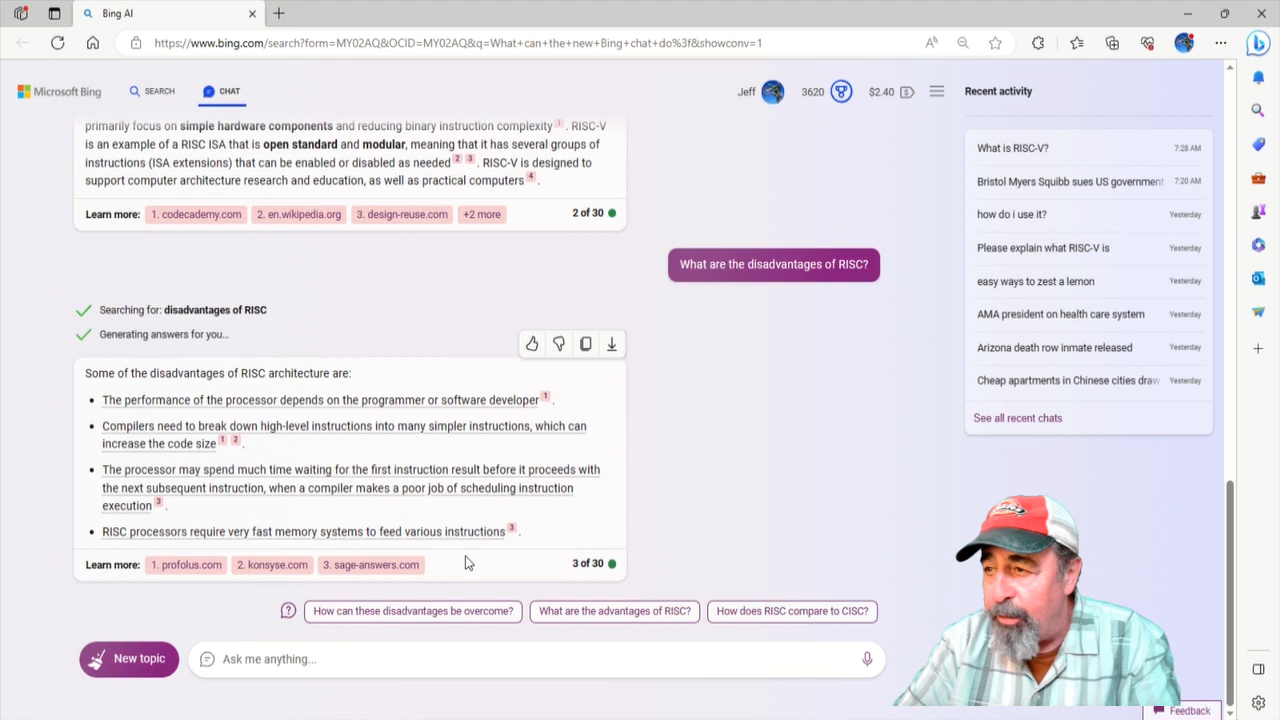 Bing AI
https://www.bing.com/search?form=MY02AQ&OCID=MY02AQ&q=What+can+the+new+Bing+chat+do%3f&showconv=1
Microsoft Bing
SEARCH
CHAT
Jeff
3620
$2.40
Recent activity
primarily focus on simple hardware components and reducing binary instruction complexity 1 . RISC-V
is an example of a RISC ISA that is open standard and modular, meaning that it has several groups of
instructions (ISA extensions) that can be enabled or disabled as needed 2 3 . RISC-V is designed to
support computer architecture research and education, as well as practical computers 4 .
Learn more: 1. codecademy.com 2. en.wikipedia.org 3. design-reuse.com +2 more 2 of 30
What are the disadvantages of RISC?
Searching for: disadvantages of RISC
Generating answers for you...
Some of the disadvantages of RISC architecture are:
• The performance of the processor depends on the programmer or software developer 1 .
• Compilers need to break down high-level instructions into many simpler instructions, which can
increase the code size 1 2 .
• The processor may spend much time waiting for the first instruction result before it proceeds with
the next subsequent instruction, when a compiler makes a poor job of scheduling instruction
execution 3 .
• RISC processors require very fast memory systems to feed various instructions 3 .
Learn more: 1. profolus.com 2. konsyse.com 3. sage-answers.com 3 of 30
How can these disadvantages be overcome? What are the advantages of RISC? How does RISC compare to CISC?
New topic
Ask me anything...
What is RISC-V? 7:28 AM
Bristol Myers Squibb sues US government 7:20 AM
how do i use it? Yesterday
Please explain what RISC-V is Yesterday
easy ways to zest a lemon Yesterday
AMA president on health care system Yesterday
Arizona death row inmate released Yesterday
Cheap apartments in Chinese cities draw Yesterday
See all recent chats
Feedback